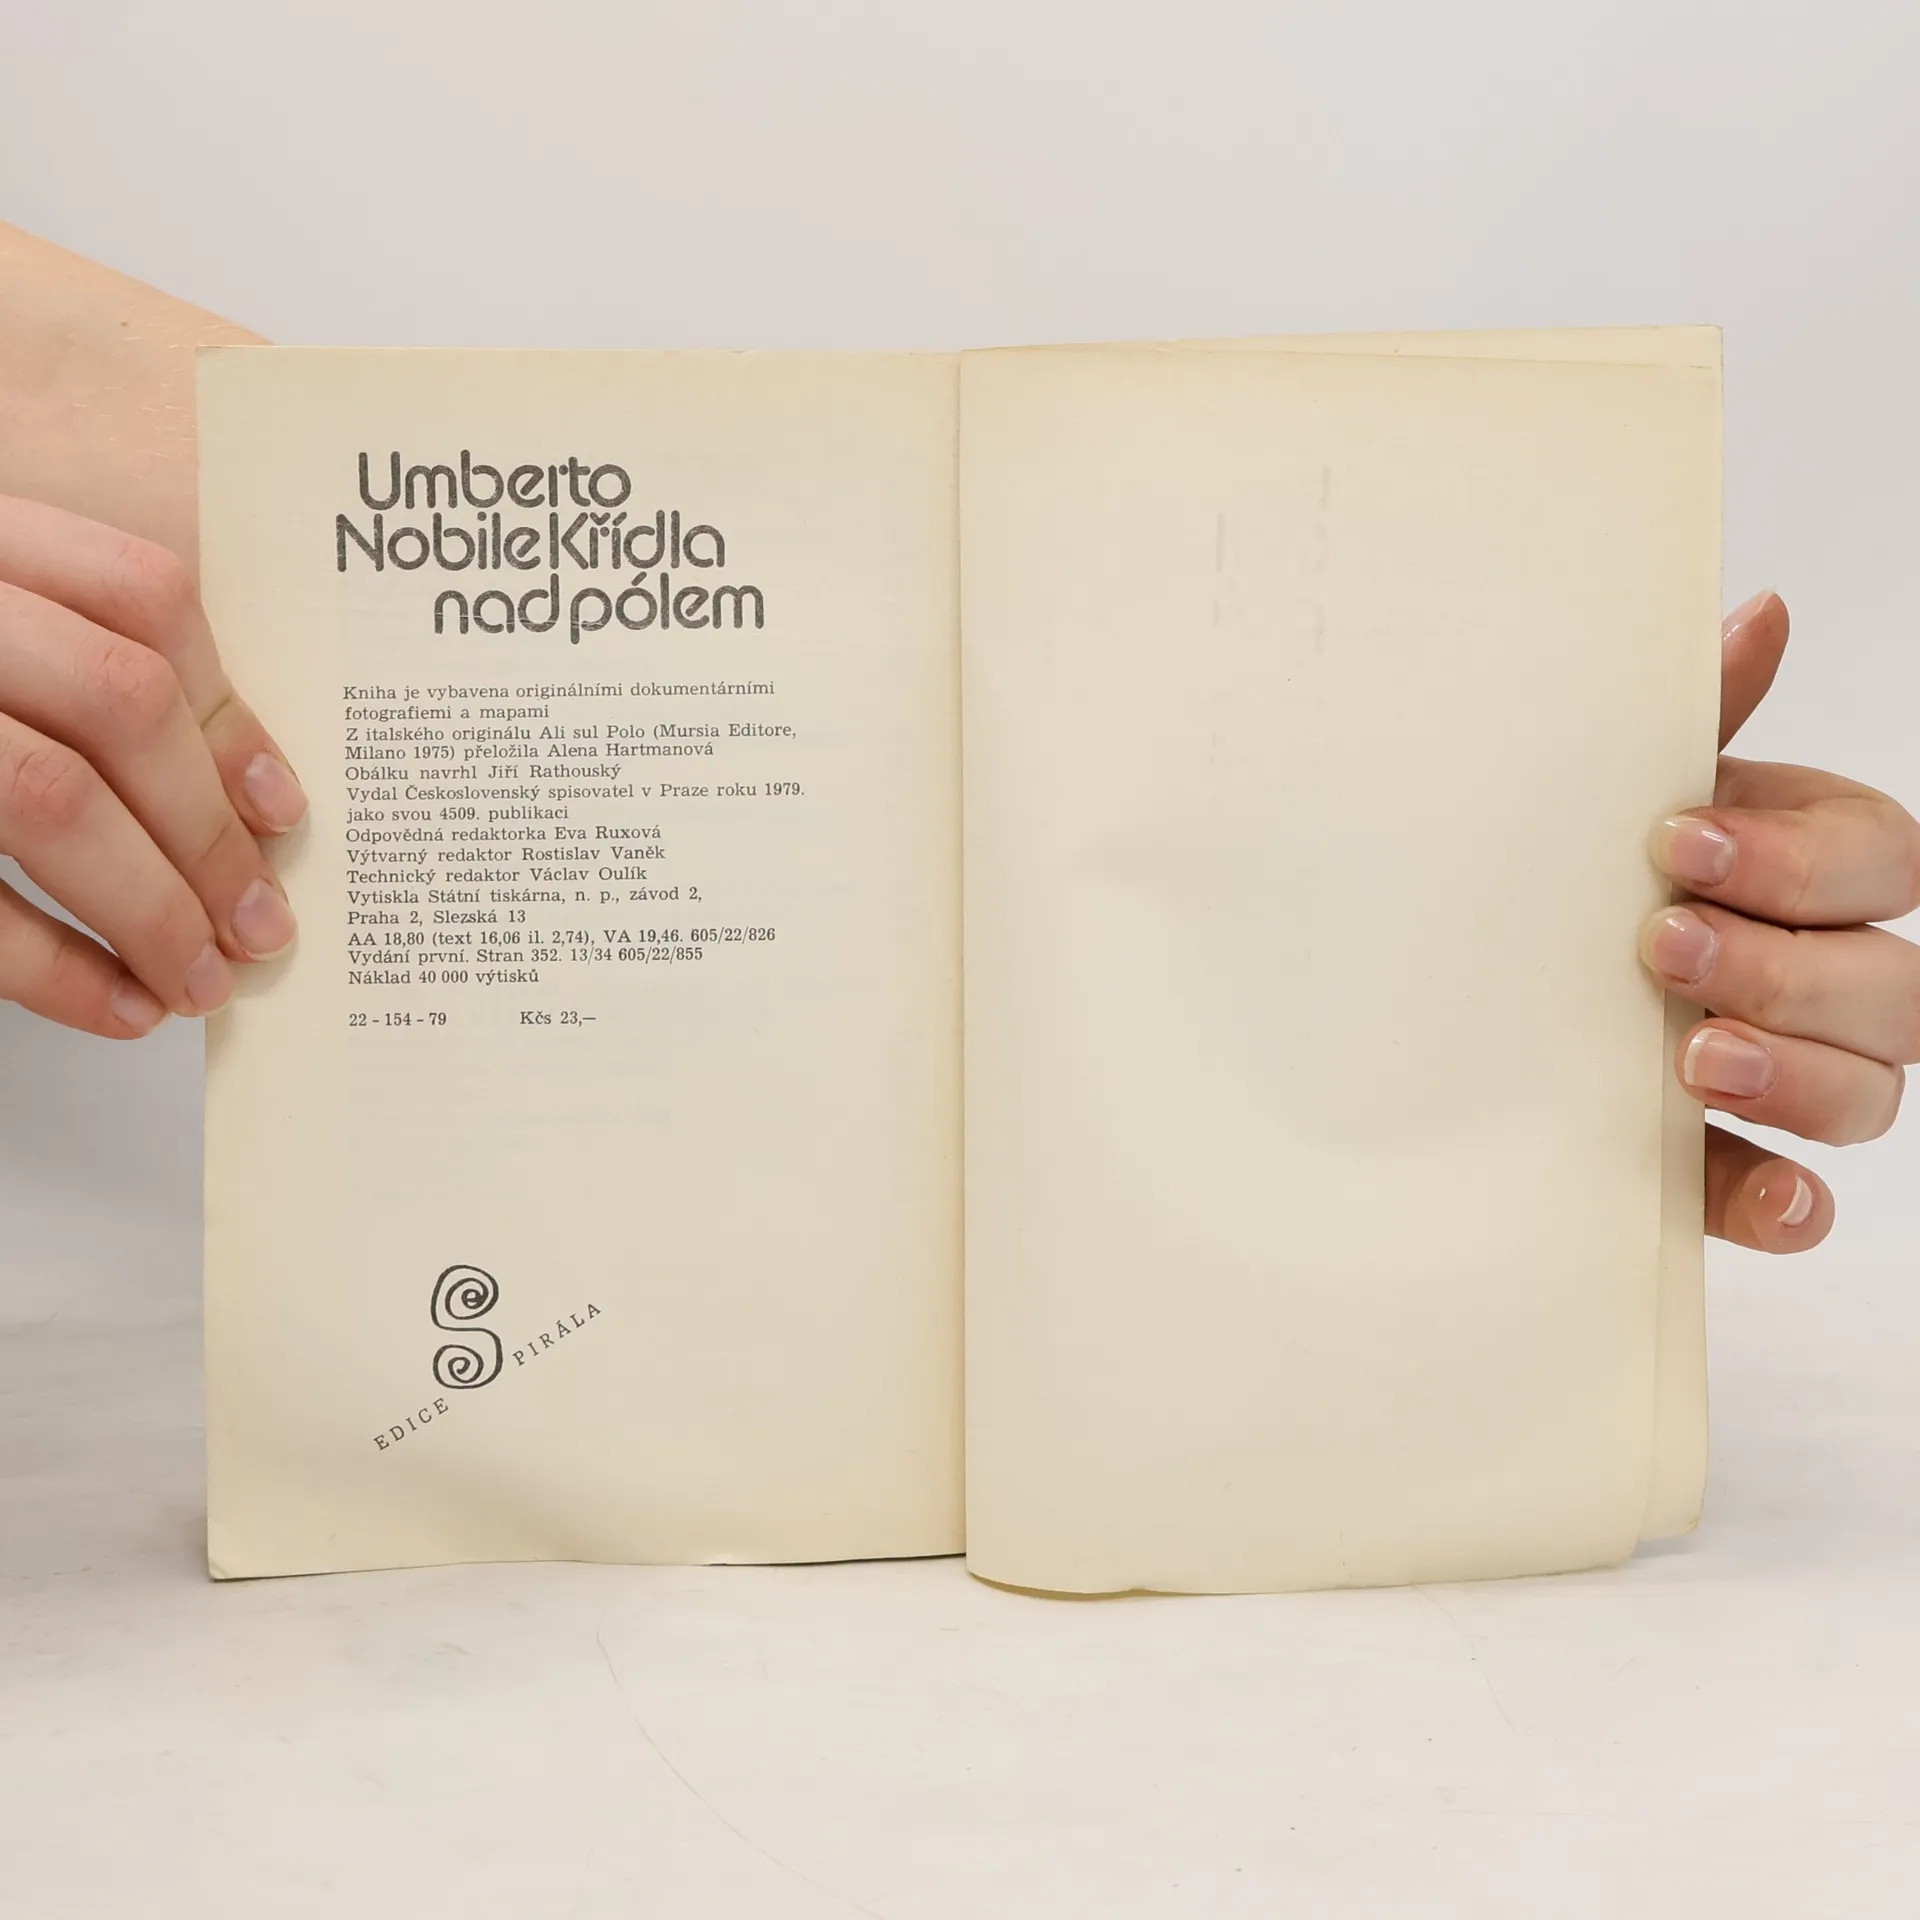 Umberto
Nobile Křídla
nad pólem
Kniha je vybavena originálními dokumentárními
fotografiemi a mapami
Z italského originálu Ali sul Polo (Mursia Editore,
Milano 1975) přeložila Alena Hartmanová
Obálku navrhl Jiří Rathouský
Vydal Československý spisovatel v Praze roku 1979.
jako svou 4509. publikaci
Odpovědná redaktorka Eva Ruxová
Výtvarný redaktor Rostislav Vaněk
Technický redaktor Václav Oulík
Vytiskla Státní tiskárna, n. p., závod 2,
Praha 2, Slezská 13
AA 18,80 (text 16,06 il. 2,74), VA 19,46. 605/22/826
Vydání první. Stran 352. 13/34 605/22/855
Náklad 40 000 výtisků
22 - 154 - 79 Kčs 23,—
EDICE SPIRÁLA